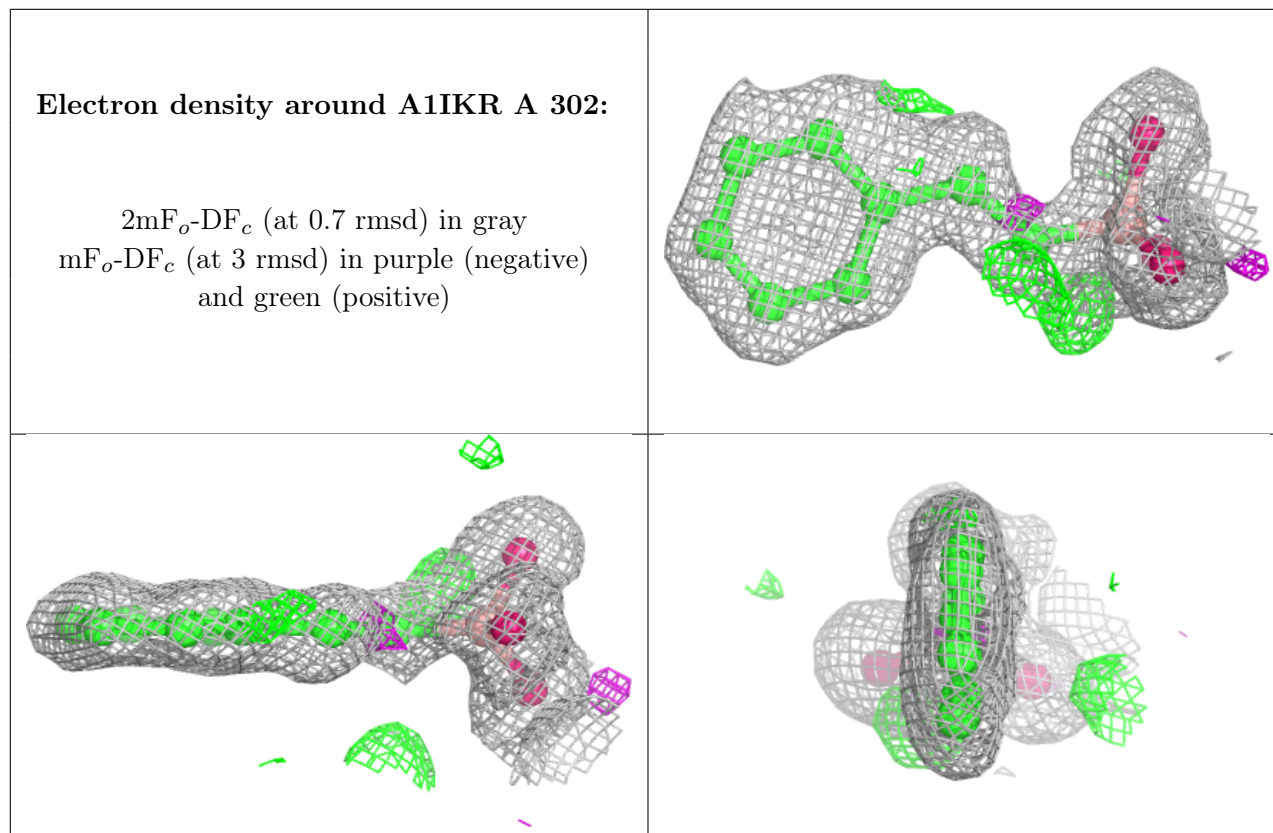 Electron density around A1IKR A 302:
2mFₒ-DF𝒸 (at 0.7 rmsd) in gray
mFₒ-DF𝒸 (at 3 rmsd) in purple (negative)
and green (positive)